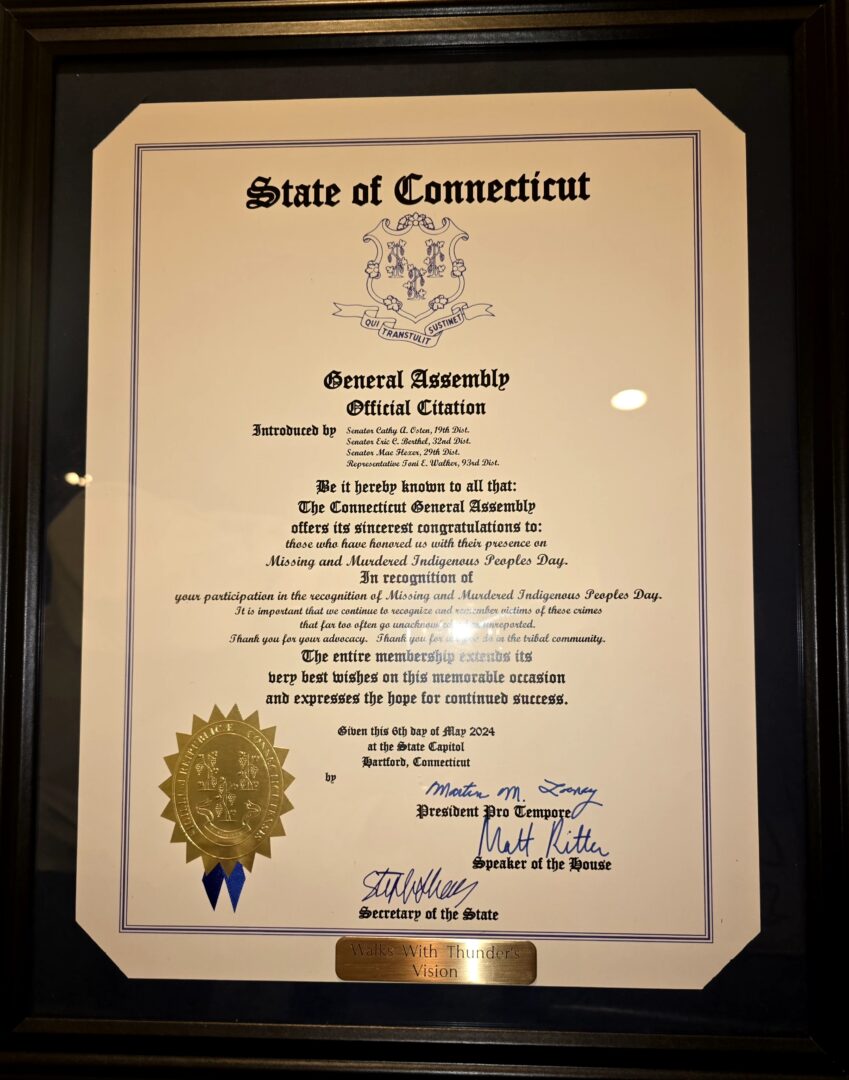 State of Connecticut
QUI TRANSTULIT SUSTINET
General Assembly
Official Citation
Introduced by Senator Cathy A. Osten, 19th Dist.
Senator Eric C. Berthel, 32nd Dist.
Senator Mae Flexer, 29th Dist.
Representative Toni E. Walker, 93rd Dist.
Be it hereby known to all that:
The Connecticut General Assembly
offers its sincerest congratulations to:
those who have honored us with their presence on
Missing and Murdered Indigenous Peoples Day.
In recognition of
your participation in the recognition of Missing and Murdered Indigenous Peoples Day.
It is important that we continue to recognize and remember victims of these crimes
that far too often go unreported.
Thank you for your advocacy. Thank you for do in the tribal community.
The entire membership extends its
very best wishes on this memorable occasion
and expresses the hope for continued success.
Given this 6th day of May 2024
at the State Capitol
Hartford, Connecticut
by
Martin M. Looney
President Pro Tempore
Matt Ritter
Speaker of the House
Secretary of the State
Walks With Thunder's
Vision